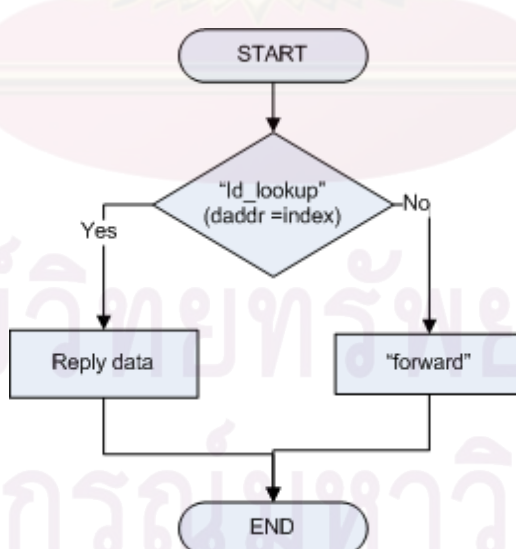 START
"Id_lookup"
(daddr =index)
Yes
No
Reply data
"forward"
END